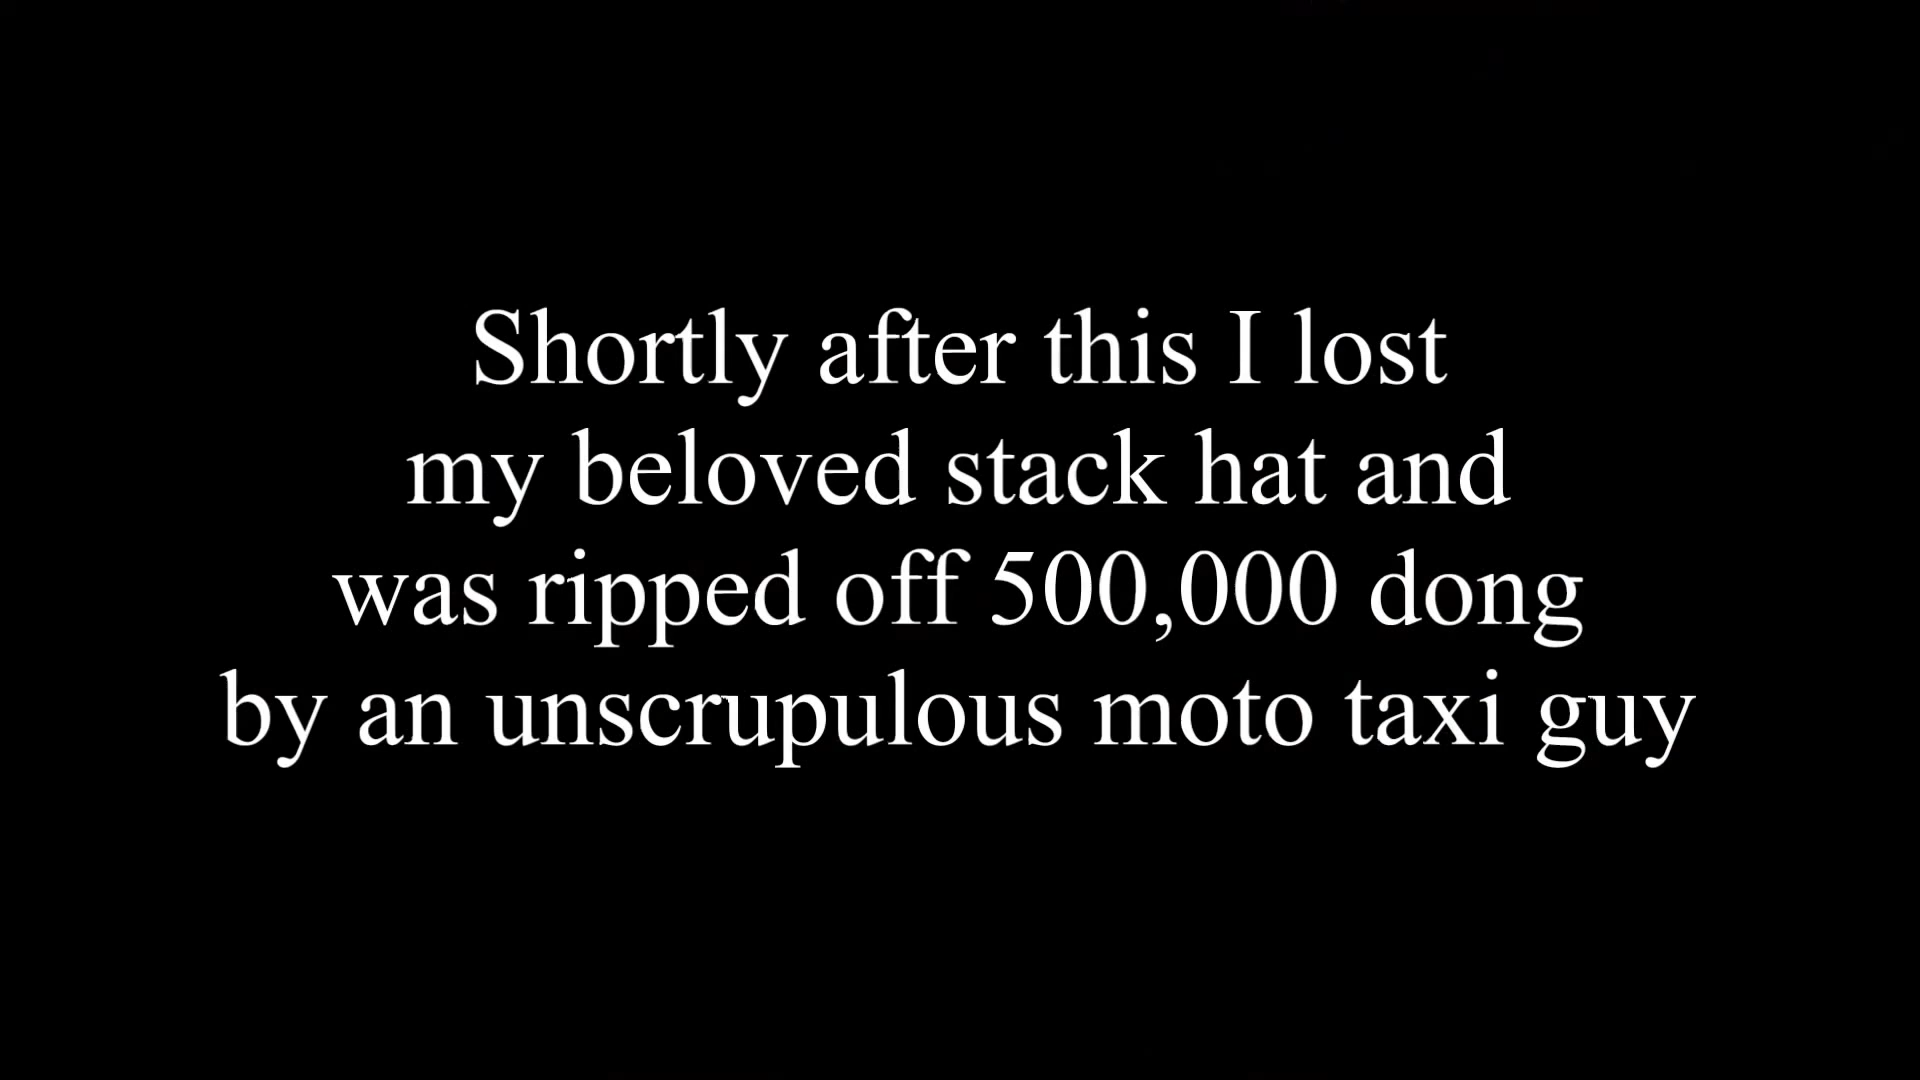 Shortly after this I lost
my beloved stack hat and
was ripped off 500,000 dong
by an unscrupulous moto taxi guy